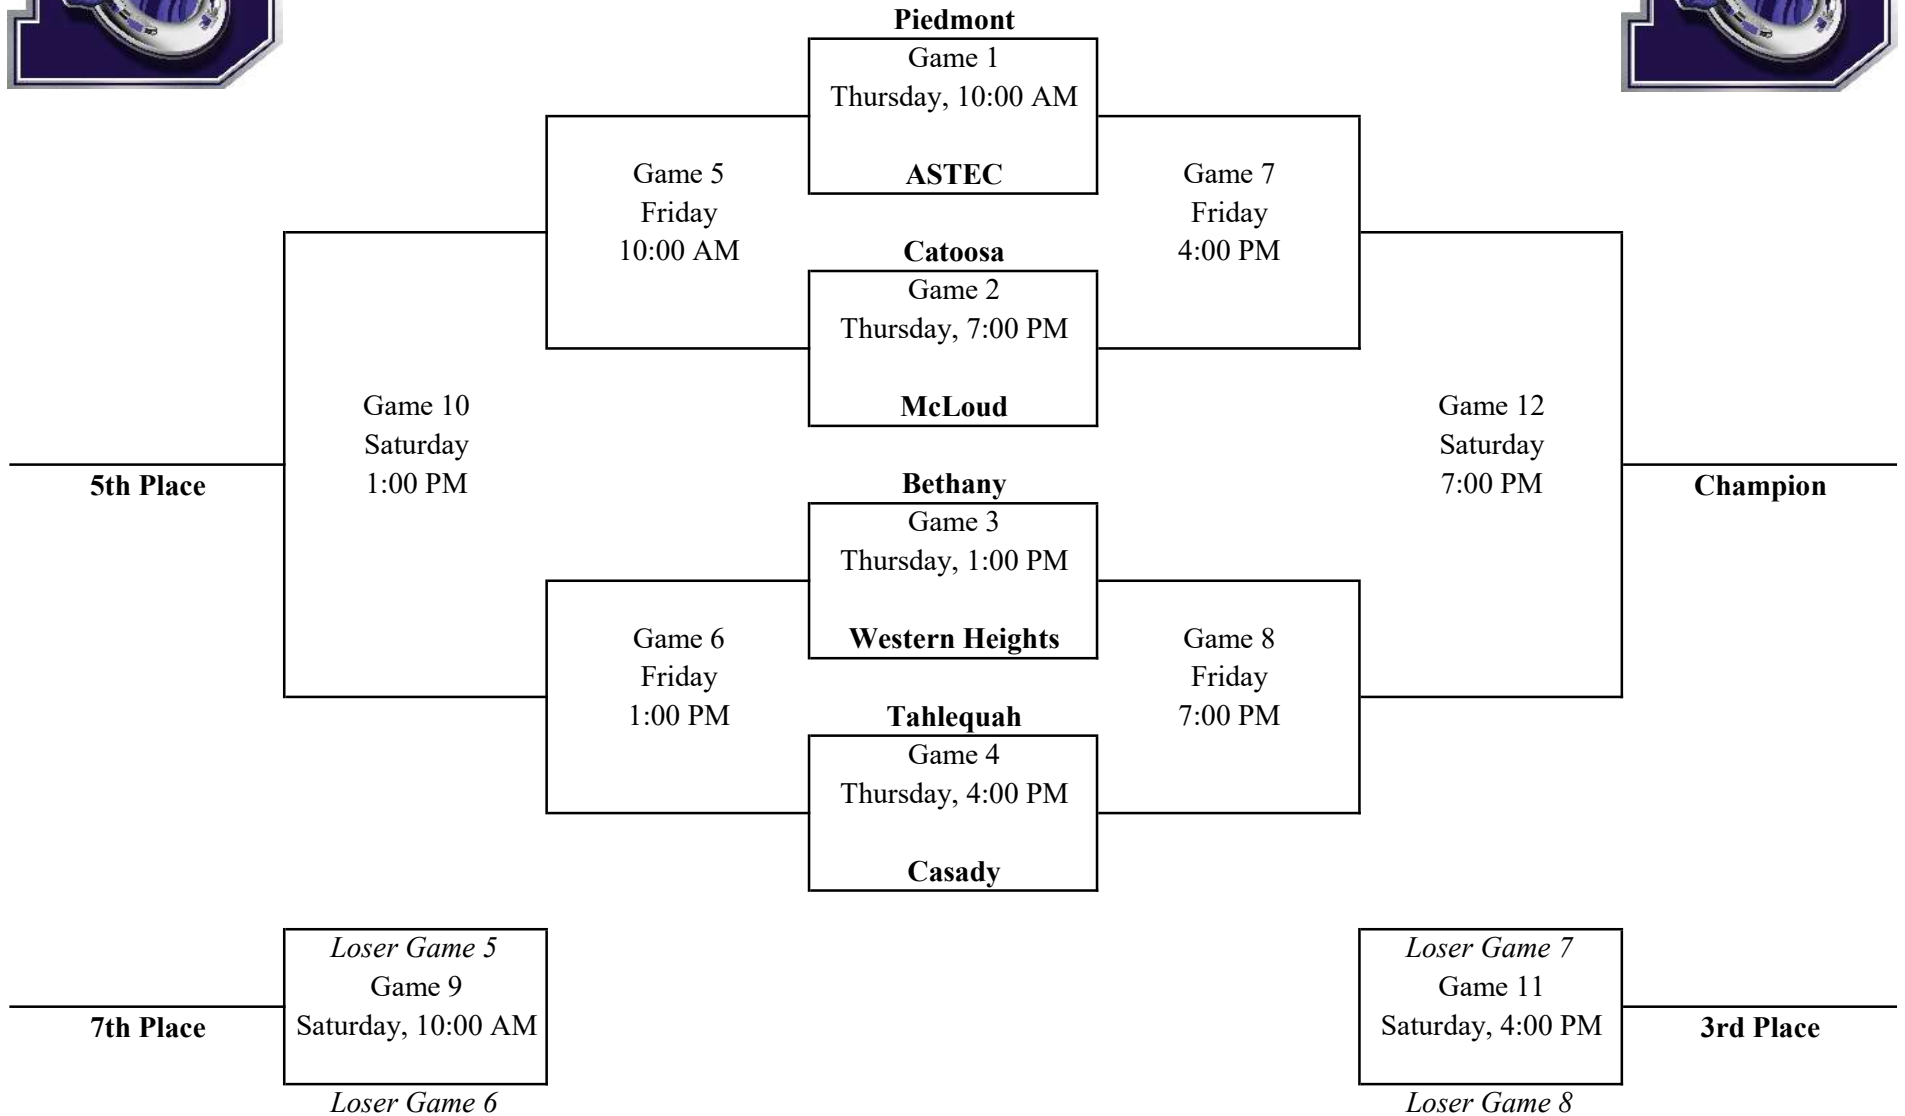 Piedmont
Game 1
Thursday, 10:00 AM
ASTEC
Game 5
Friday
10:00 AM
Game 7
Friday
4:00 PM
Catoosa
Game 2
Thursday, 7:00 PM
McLoud
Game 10
Saturday
1:00 PM
Game 12
Saturday
7:00 PM
5th Place
Champion
Bethany
Game 3
Thursday, 1:00 PM
Western Heights
Game 6
Friday
1:00 PM
Game 8
Friday
7:00 PM
Tahlequah
Game 4
Thursday, 4:00 PM
Casady
Loser Game 5
Game 9
Saturday, 10:00 AM
Loser Game 6
7th Place
Loser Game 7
Game 11
Saturday, 4:00 PM
Loser Game 8
3rd Place